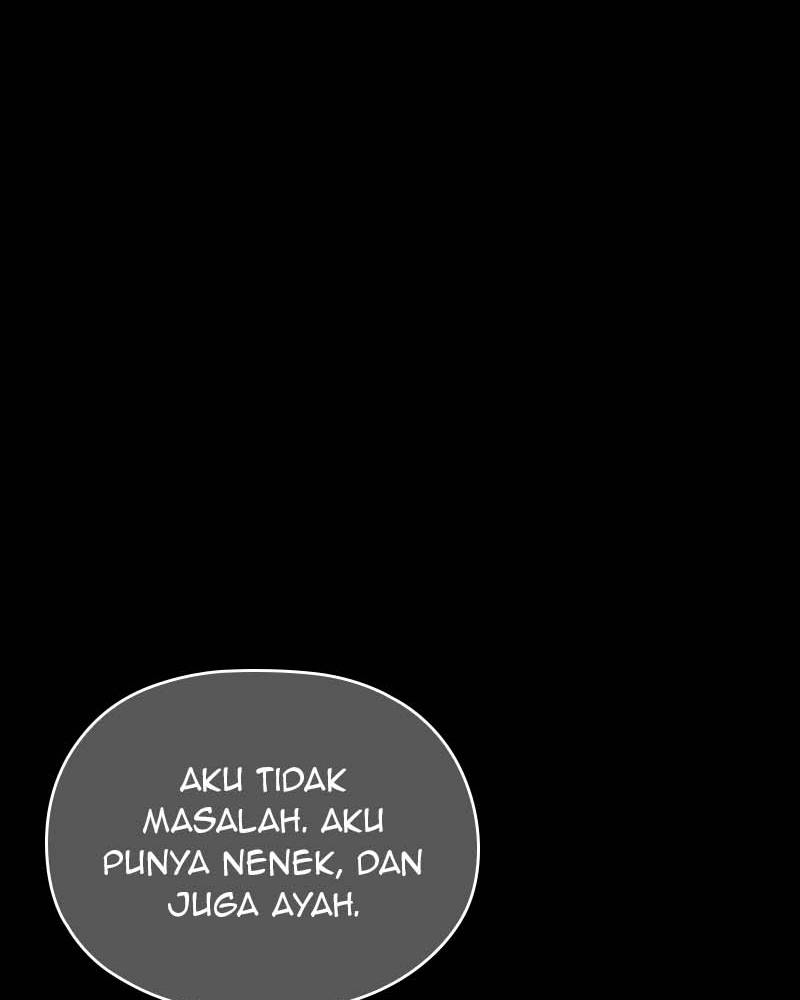 AKU TIDAK
MASALAH. AKU
PUNYA NENEK, DAN
JUGA AYAH.